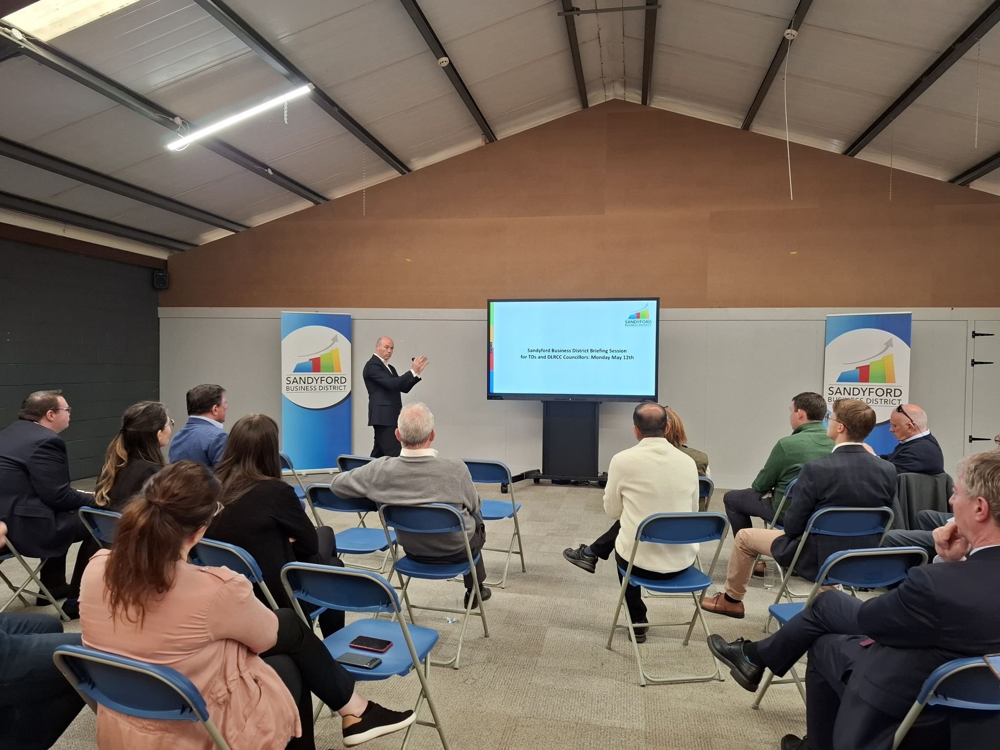 SANDYFORD
BUSINESS DISTRICT
SANDYFORD
BUSINESS DISTRICT
Sandyford Business District Briefing Session
for TDs and DLRCC Councillors: Monday May 12th
SANDYFORD
BUSINESS DISTRICT